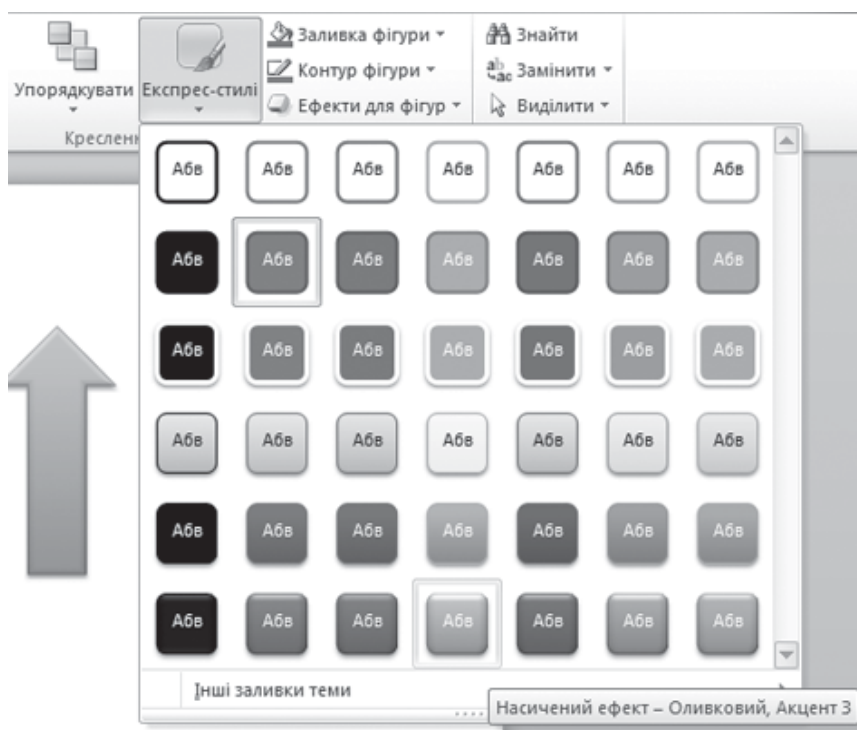 Упорядкувати
Експрес-стилі
Заливка фігури
Контур фігури
Ефекти для фігур
Знайти
Замінити
Виділити
Креслен
Абв Абв Абв Абв Абв Абв Абв
Абв Абв Абв Абв Абв Абв Абв
Абв Абв Абв Абв Абв Абв Абв
Абв Абв Абв Абв Абв Абв Абв
Абв Абв Абв Абв Абв Абв Абв
Абв Абв Абв Абв Абв Абв Абв
Інші заливки теми
Насичений ефект – Оливковий, Акцент 3